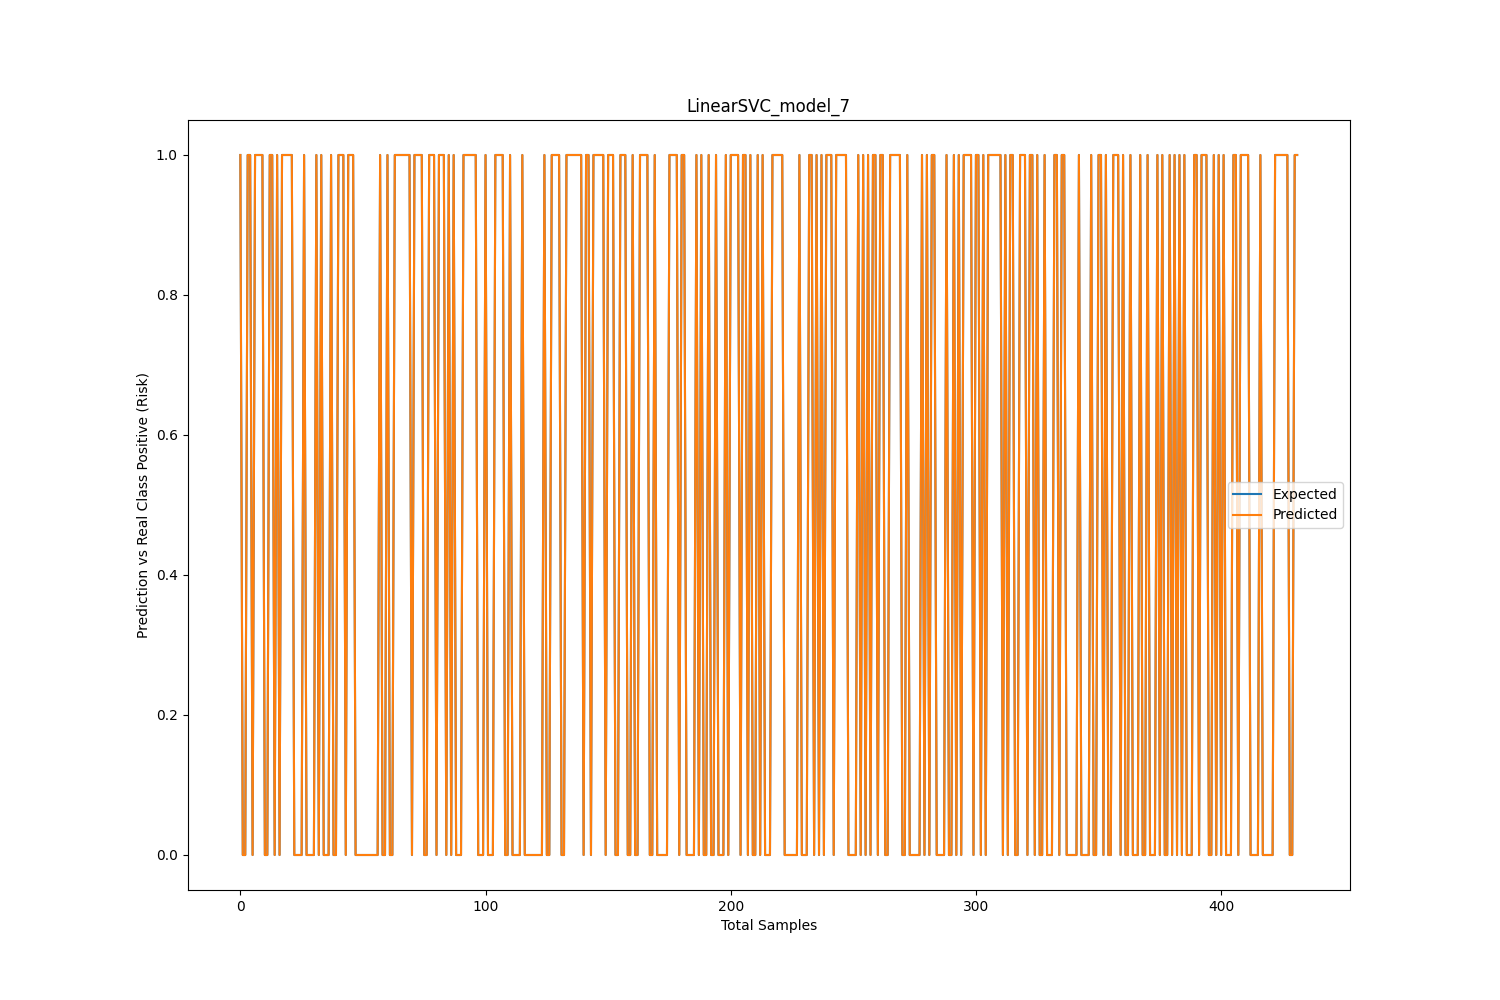 LinearSVC_model_7
1.0
0.8
0.6
0.4
0.2
0.0
Prediction vs Real Class Positive (Risk)
Expected
Predicted
0 100 200 300 400
Total Samples